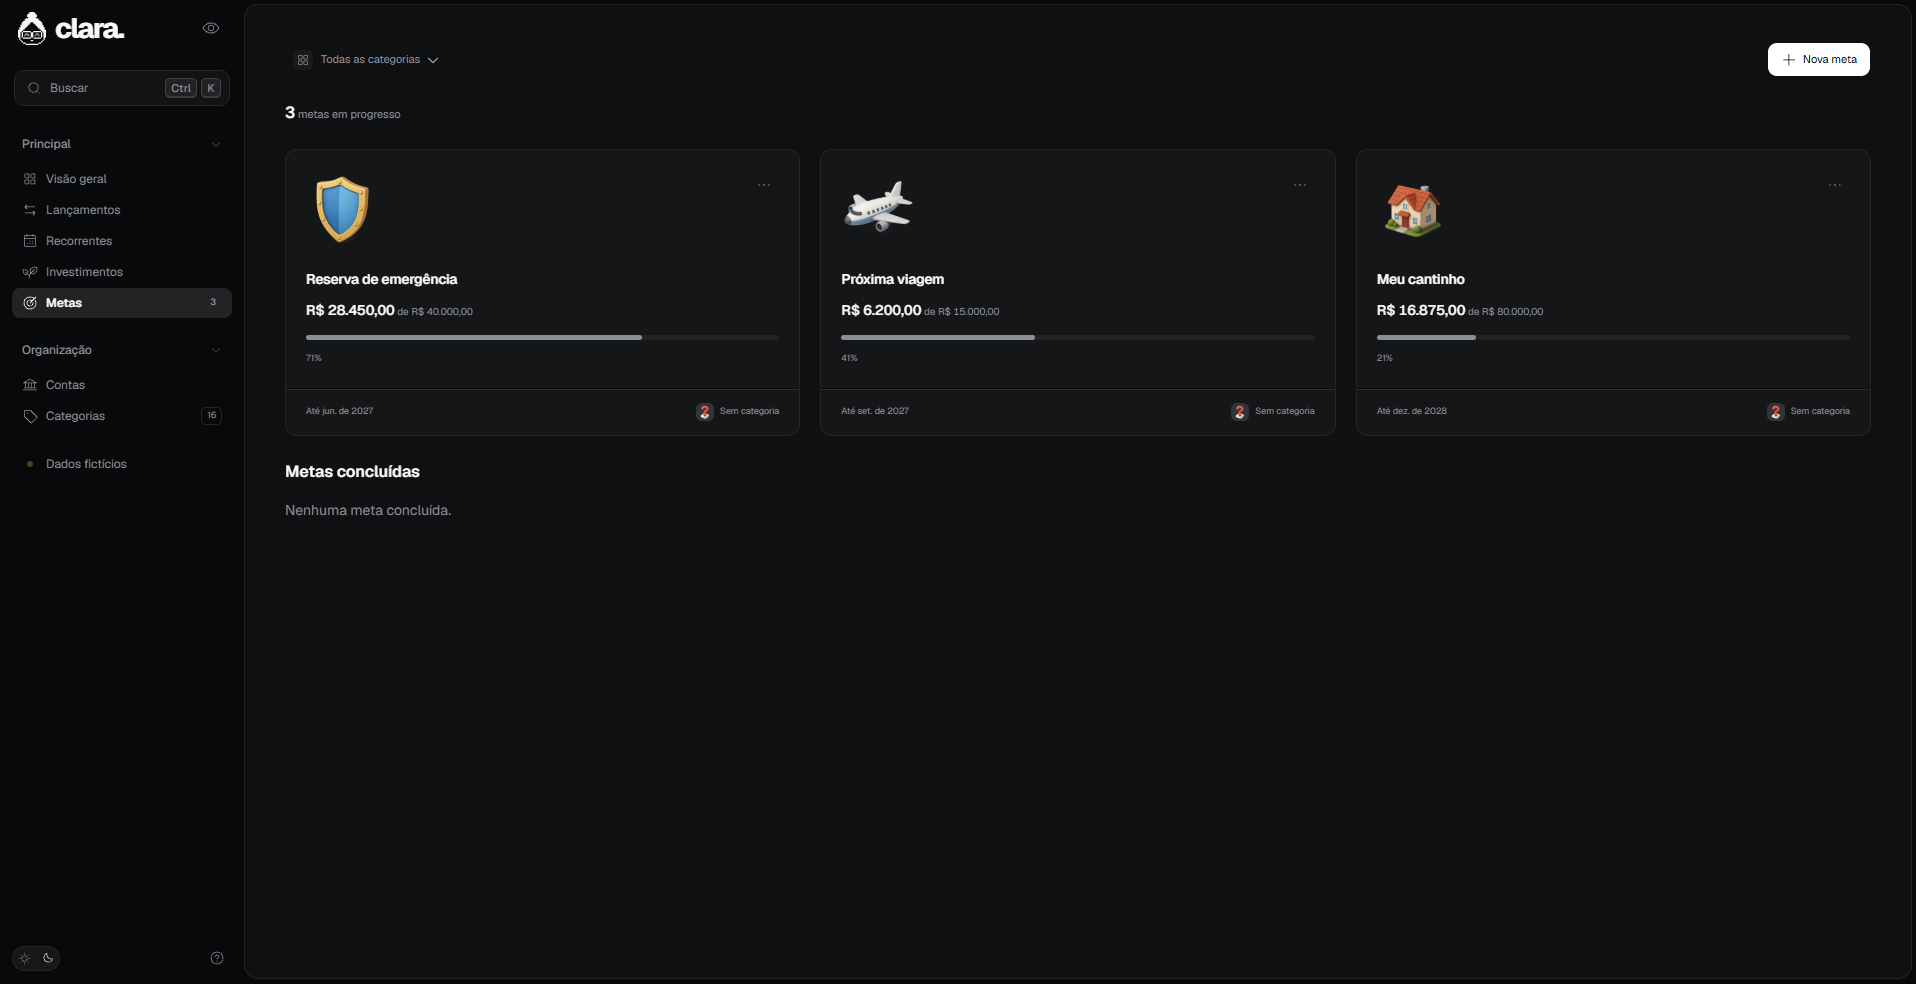 clara.
Buscar Ctrl K
Principal
Visão geral
Lançamentos
Recorrentes
Investimentos
Metas 3
Organização
Contas
Categorias 16
Dados fictícios
Todas as categorias
Nova meta
3 metas em progresso
Reserva de emergência
R$ 28.450,00 de R$ 40.000,00
71%
Até jun. de 2027 Sem categoria
Próxima viagem
R$ 6.200,00 de R$ 15.000,00
41%
Até set. de 2027 Sem categoria
Meu cantinho
R$ 16.875,00 de R$ 80.000,00
21%
Até dez. de 2028 Sem categoria
Metas concluídas
Nenhuma meta concluída.